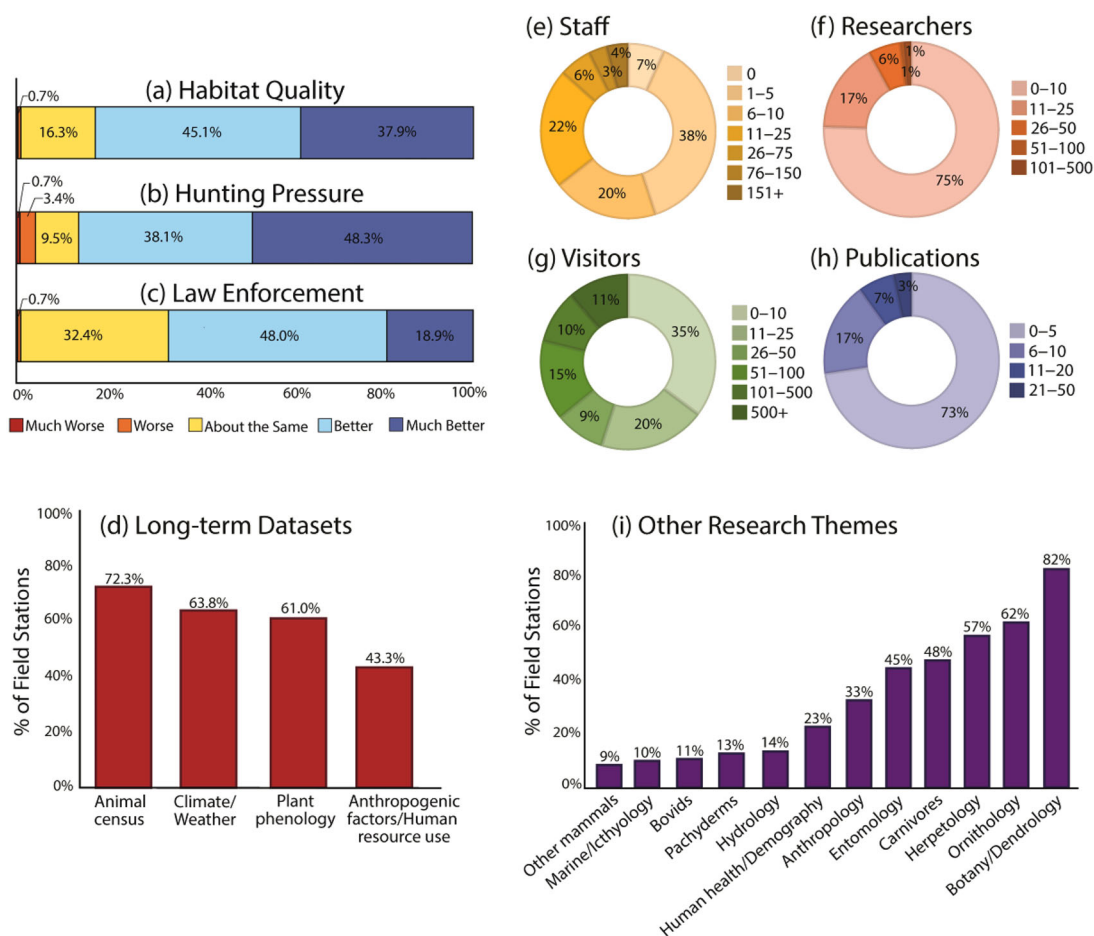 (a) Habitat Quality
0.7%
16.3%
45.1%
37.9%
(b) Hunting Pressure
0.7%
3.4%
9.5%
38.1%
48.3%
(c) Law Enforcement
0.7%
32.4%
48.0%
18.9%
0%
20%
40%
60%
80%
100%
Much Worse
Worse
About the Same
Better
Much Better
(d) Long-term Datasets
% of Field Stations
100%
80%
60%
40%
20%
0%
72.3%
63.8%
61.0%
43.3%
Animal
census
Climate/
Weather
Plant
phenology
Anthropogenic
factors/Human
resource use
(e) Staff
7%
38%
20%
22%
6%
3%
4%
0
1–5
6–10
11–25
26–75
76–150
151+
(f) Researchers
75%
17%
6%
1%
1%
0–10
11–25
26–50
51–100
101–500
(g) Visitors
35%
20%
9%
15%
10%
11%
0–10
11–25
26–50
51–100
101–500
500+
(h) Publications
73%
17%
7%
3%
0–5
6–10
11–20
21–50
(i) Other Research Themes
% of Field Stations
100%
80%
60%
40%
20%
0%
9%
10%
11%
13%
14%
23%
33%
45%
48%
57%
62%
82%
Other mammals
Marine/Icthyology
Bovids
Pachyderms
Hydrology
Human health/Demography
Anthropology
Entomology
Carnivores
Herpetology
Ornithology
Botany/Dendrology